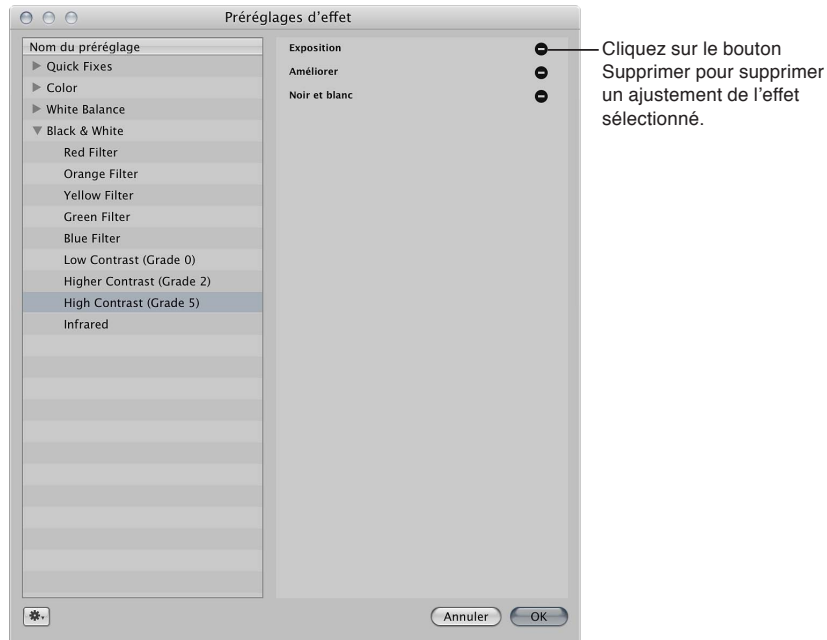 Préréglages d'effet
Nom du préréglage
Quick Fixes
Color
White Balance
Black & White
Red Filter
Orange Filter
Yellow Filter
Green Filter
Blue Filter
Low Contrast (Grade 0)
Higher Contrast (Grade 2)
High Contrast (Grade 5)
Infrared
Exposition
Améliorer
Noir et blanc
Cliquez sur le bouton
Supprimer pour supprimer
un ajustement de l'effet
sélectionné.
Annuler
OK